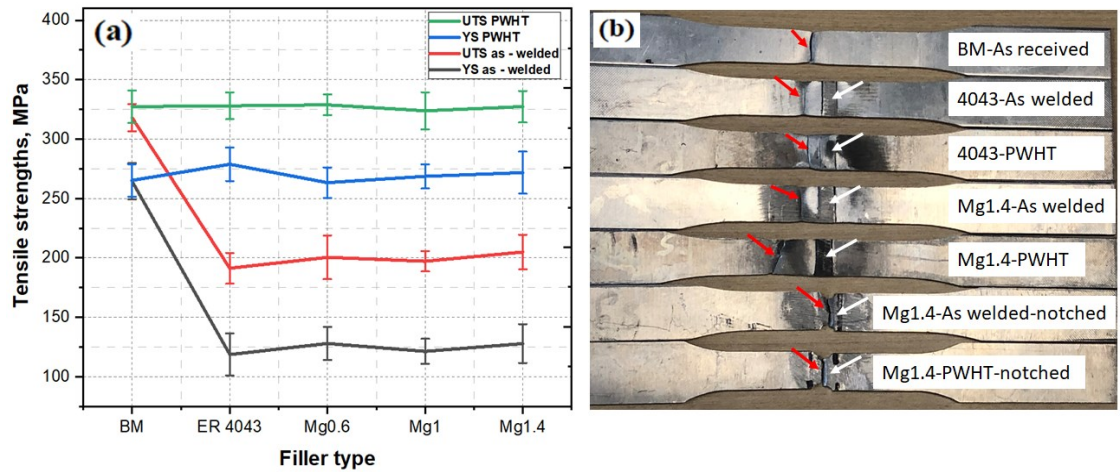 (a)
UTS PWHT
YS PWHT
UTS as - welded
YS as - welded
Tensile strengths, MPa
400
350
300
250
200
150
100
BM
ER 4043
Mg0.6
Mg1
Mg1.4
Filler type
(b)
BM-As received
4043-As welded
4043-PWHT
Mg1.4-As welded
Mg1.4-PWHT
Mg1.4-As welded-notched
Mg1.4-PWHT-notched